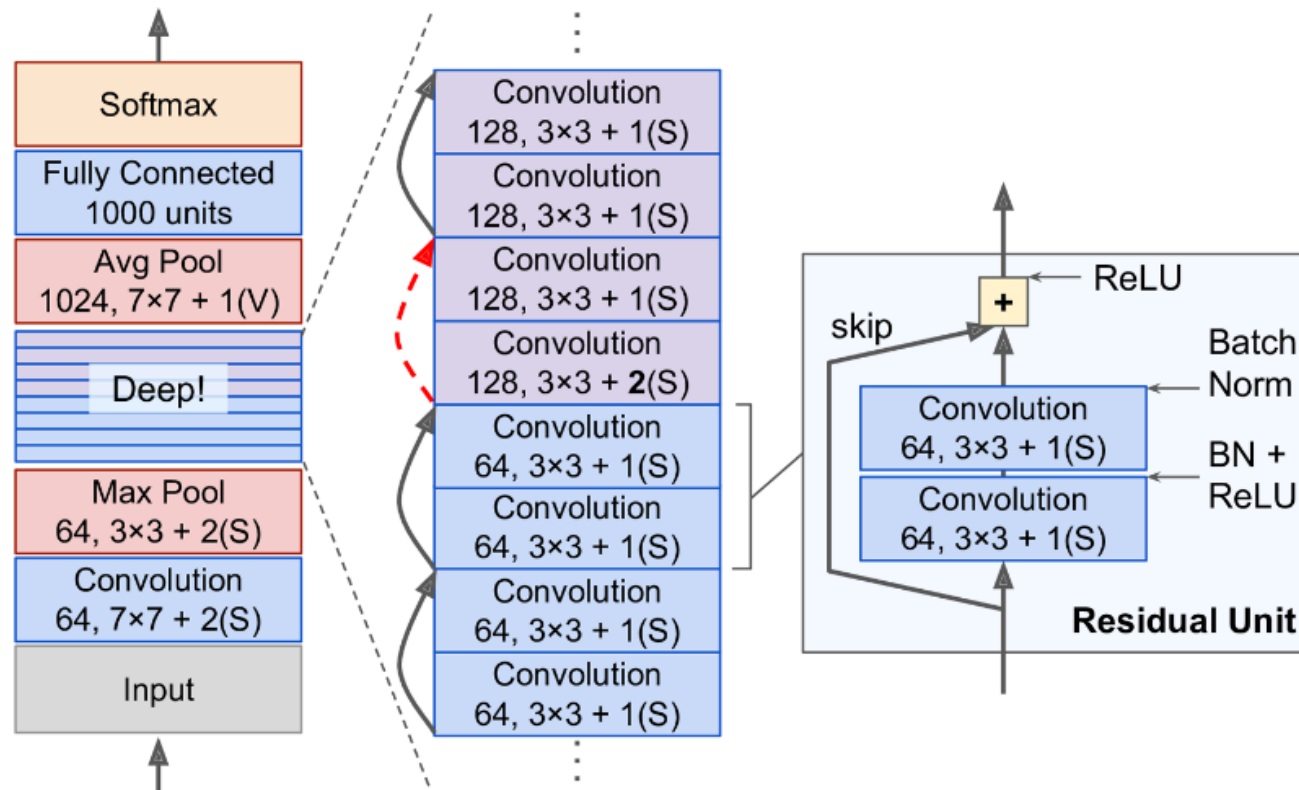 Softmax
Fully Connected
1000 units
Avg Pool
1024, 7×7 + 1(V)
Deep!
Max Pool
64, 3×3 + 2(S)
Convolution
64, 7×7 + 2(S)
Input
Convolution
128, 3×3 + 1(S)
Convolution
128, 3×3 + 1(S)
Convolution
128, 3×3 + 1(S)
Convolution
128, 3×3 + 2(S)
Convolution
64, 3×3 + 1(S)
Convolution
64, 3×3 + 1(S)
Convolution
64, 3×3 + 1(S)
Convolution
64, 3×3 + 1(S)
+
ReLU
skip
Batch
Norm
Convolution
64, 3×3 + 1(S)
BN +
ReLU
Convolution
64, 3×3 + 1(S)
Residual Unit